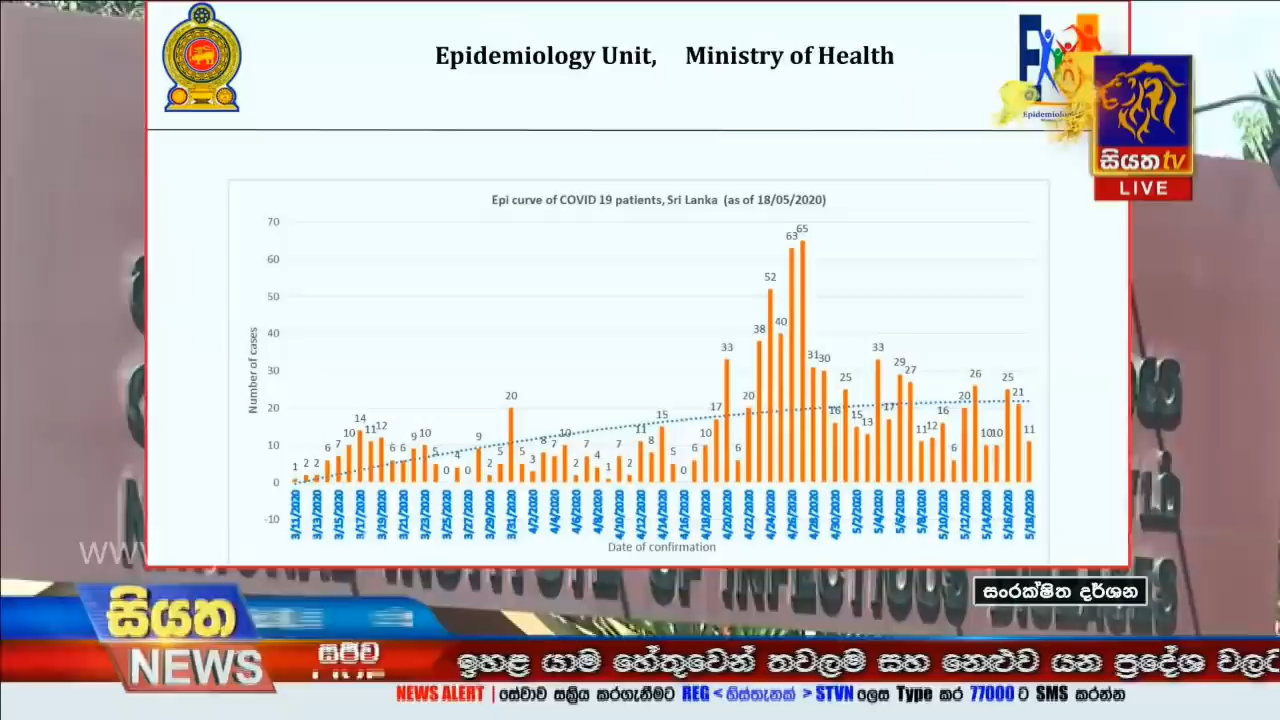 Epidemiology Unit, Ministry of Health
සියත tv
LIVE
Epi curve of COVID 19 patients, Sri Lanka (as of 18/05/2020)
Number of cases
70
60
50
40
30
20
10
0
-10
1 2 2 6 7 10 14 11 12 6 6 9 10 5 0 4 0 9 2 5 20 5 3 8 7 10 2 7 4 1 7 2 11 8 15 5 0 6 10 17 33 6 20 38 52 40 63 65 31 30 16 25 15 13 33 17 29 27 11 12 16 6 20 26 10 10 25 21 11
3/11/2020 3/13/2020 3/15/2020 3/17/2020 3/19/2020 3/21/2020 3/23/2020 3/25/2020 3/27/2020 3/29/2020 3/31/2020 4/2/2020 4/4/2020 4/6/2020 4/8/2020 4/10/2020 4/12/2020 4/14/2020 4/16/2020 4/18/2020 4/20/2020 4/22/2020 4/24/2020 4/26/2020 4/28/2020 4/30/2020 5/2/2020 5/4/2020 5/6/2020 5/8/2020 5/10/2020 5/12/2020 5/14/2020 5/16/2020 5/18/2020
Date of confirmation
www
INSTITUTE OF INFECTIOUS DISEASES
සංරක්ෂිත දර්ශන
සියත
NEWS
සජීව
ඉහළ යාම හේතුවෙන් තවලම සහ නෙළුව යන ප්‍රදේශ
NEWS ALERT | සේවාව සක්‍රිය කරගැනීමට REG < හිස්තැනක් > STVN ලෙස Type කර 77000 ට SMS කරන්න